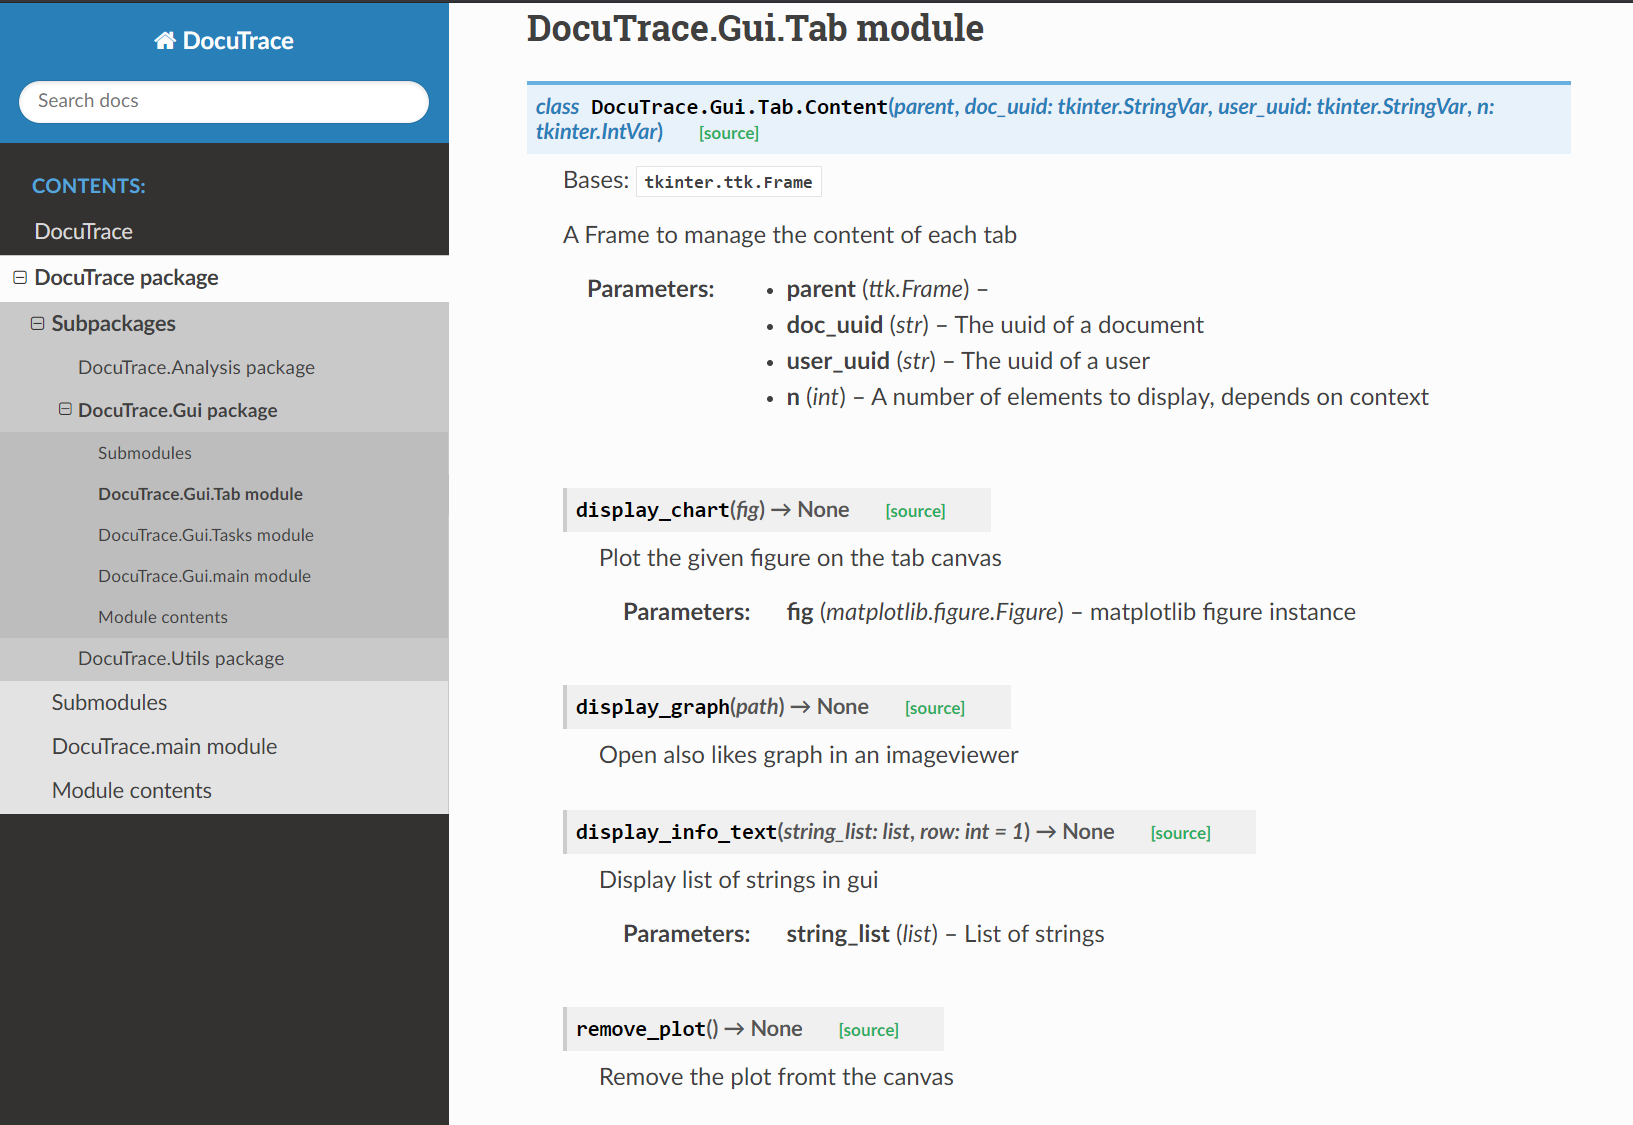 DocuTrace
Search docs
CONTENTS:
DocuTrace
DocuTrace package
Subpackages
DocuTrace.Analysis package
DocuTrace.Gui package
Submodules
DocuTrace.Gui.Tab module
DocuTrace.Gui.Tasks module
DocuTrace.Gui.main module
Module contents
DocuTrace.Utils package
Submodules
DocuTrace.main module
Module contents
DocuTrace.Gui.Tab module
class DocuTrace.Gui.Tab.Content(parent, doc_uuid: tkinter.StringVar, user_uuid: tkinter.StringVar, n:
tkinter.IntVar) [source]
Bases: tkinter.ttk.Frame
A Frame to manage the content of each tab
Parameters: • parent (ttk.Frame) –
• doc_uuid (str) – The uuid of a document
• user_uuid (str) – The uuid of a user
• n (int) – A number of elements to display, depends on context
display_chart(fig) → None [source]
Plot the given figure on the tab canvas
Parameters: fig (matplotlib.figure.Figure) – matplotlib figure instance
display_graph(path) → None [source]
Open also likes graph in an imageviewer
display_info_text(string_list: list, row: int = 1) → None [source]
Display list of strings in gui
Parameters: string_list (list) – List of strings
remove_plot() → None [source]
Remove the plot fromt the canvas